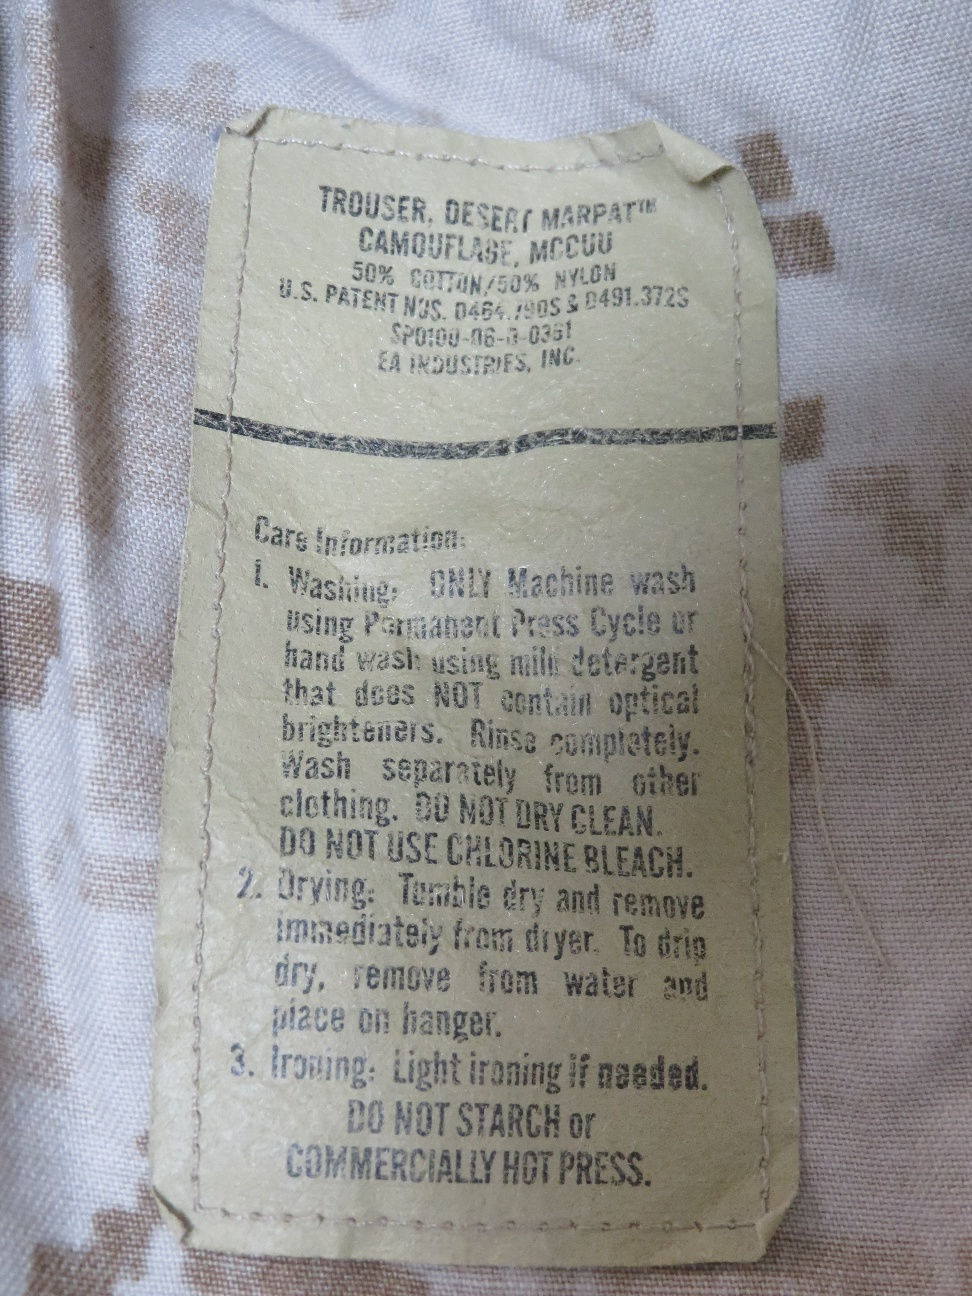 TROUSER, DESERT MARPAT™
CAMOUFLAGE, MCCUU
50% COTTON/50% NYLON
U.S. PATENT NOS. D464,790S & D491,372S
SP0100-06-D-0361
EA INDUSTRIES, INC.
Care Information:
1. Washing: ONLY Machine wash
using Permanent Press Cycle or
hand wash using mild detergent
that does NOT contain optical
brighteners. Rinse completely.
Wash separately from other
clothing. DO NOT DRY CLEAN.
DO NOT USE CHLORINE BLEACH.
2. Drying: Tumble dry and remove
immediately from dryer. To drip
dry, remove from water and
place on hanger.
3. Ironing: Light ironing if needed.
DO NOT STARCH or
COMMERCIALLY HOT PRESS.